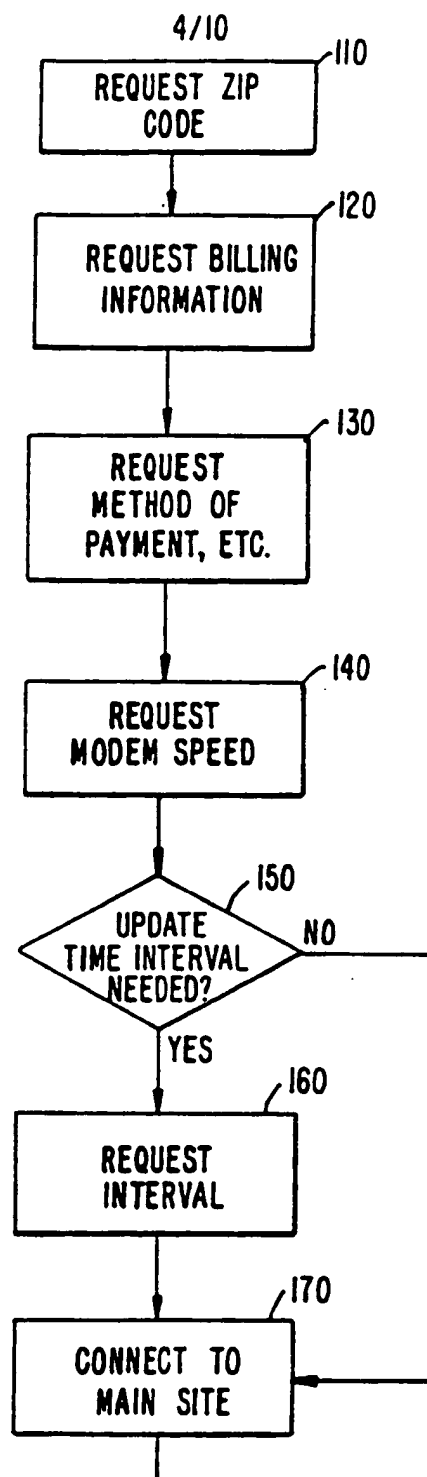 4/10
110
REQUEST ZIP
CODE
120
REQUEST BILLING
INFORMATION
130
REQUEST
METHOD OF
PAYMENT, ETC.
140
REQUEST
MODEM SPEED
150
UPDATE
TIME INTERVAL
NEEDED?
NO
YES
160
REQUEST
INTERVAL
170
CONNECT TO
MAIN SITE